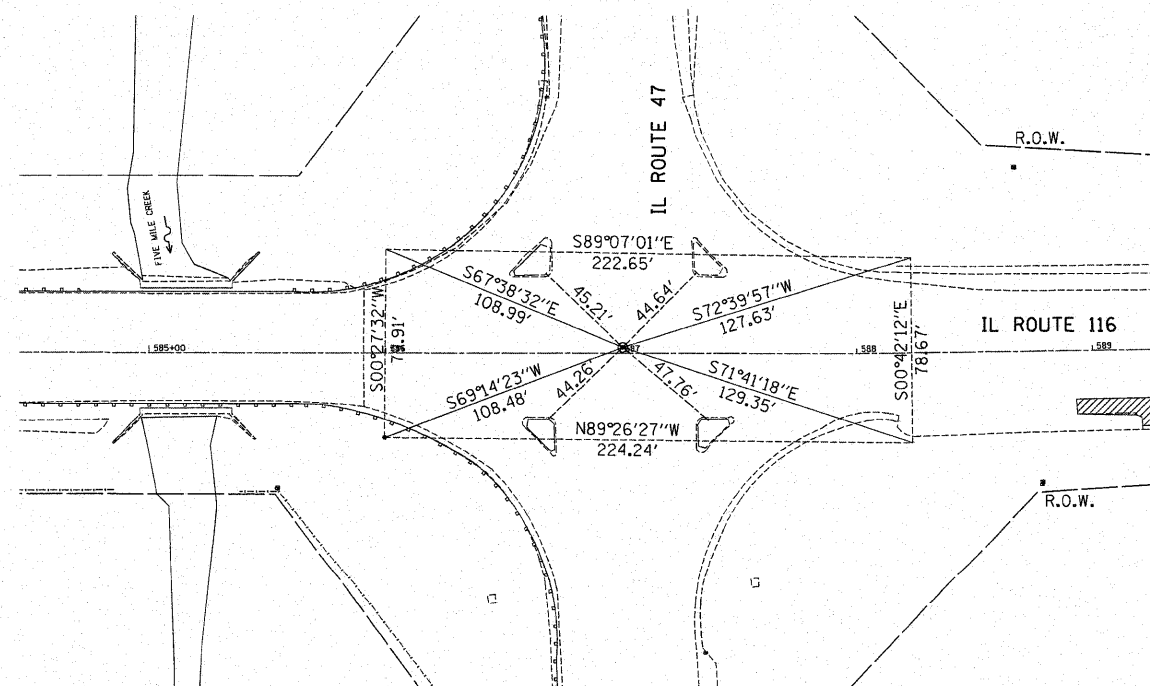 IL ROUTE 47
R.O.W.
FIVE MILE CREEK
S89°07'01"E
222.65'
S67°38'32"E
108.99'
45.21'
44.64'
S72°39'57"W
127.63'
S00°27'32"W
S00°42'12"E
78.67'
IL ROUTE 116
585+00
588
589
S69°14'23"W
108.48'
44.26'
47.76'
S71°41'18"E
129.35'
N89°26'27"W
224.24'
R.O.W.